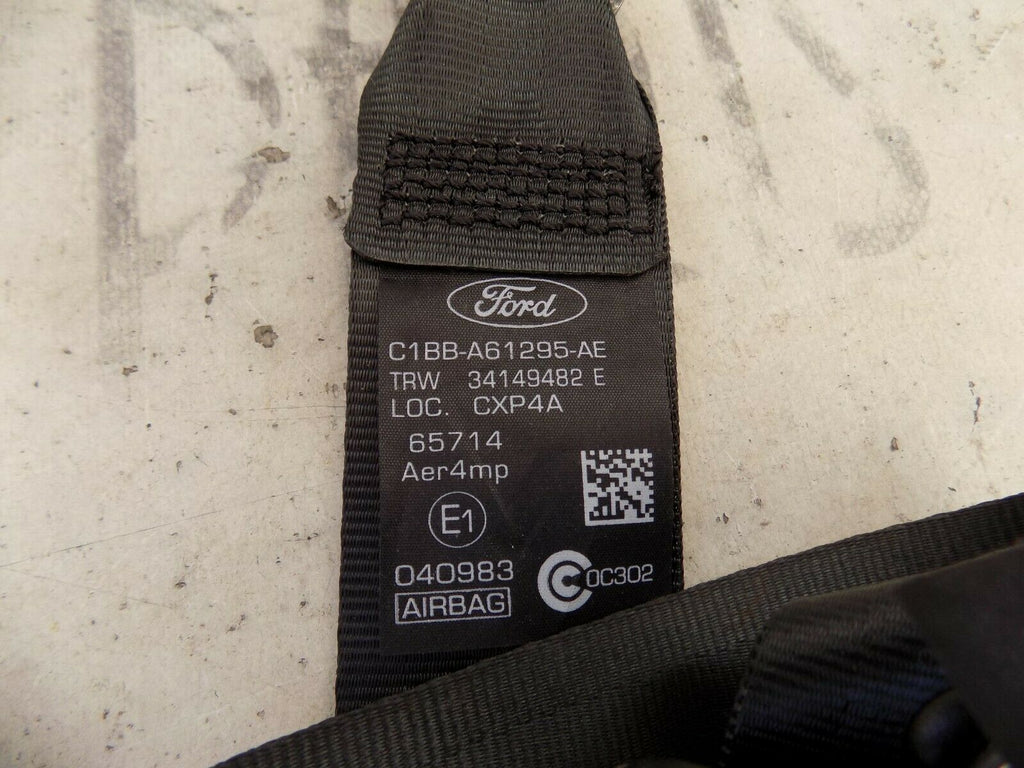 Ford
C1BB-A61295-AE
TRW 34149482 E
LOC. CXP4A
65714
Aer4mp
E1
040983
C 0C302
AIRBAG